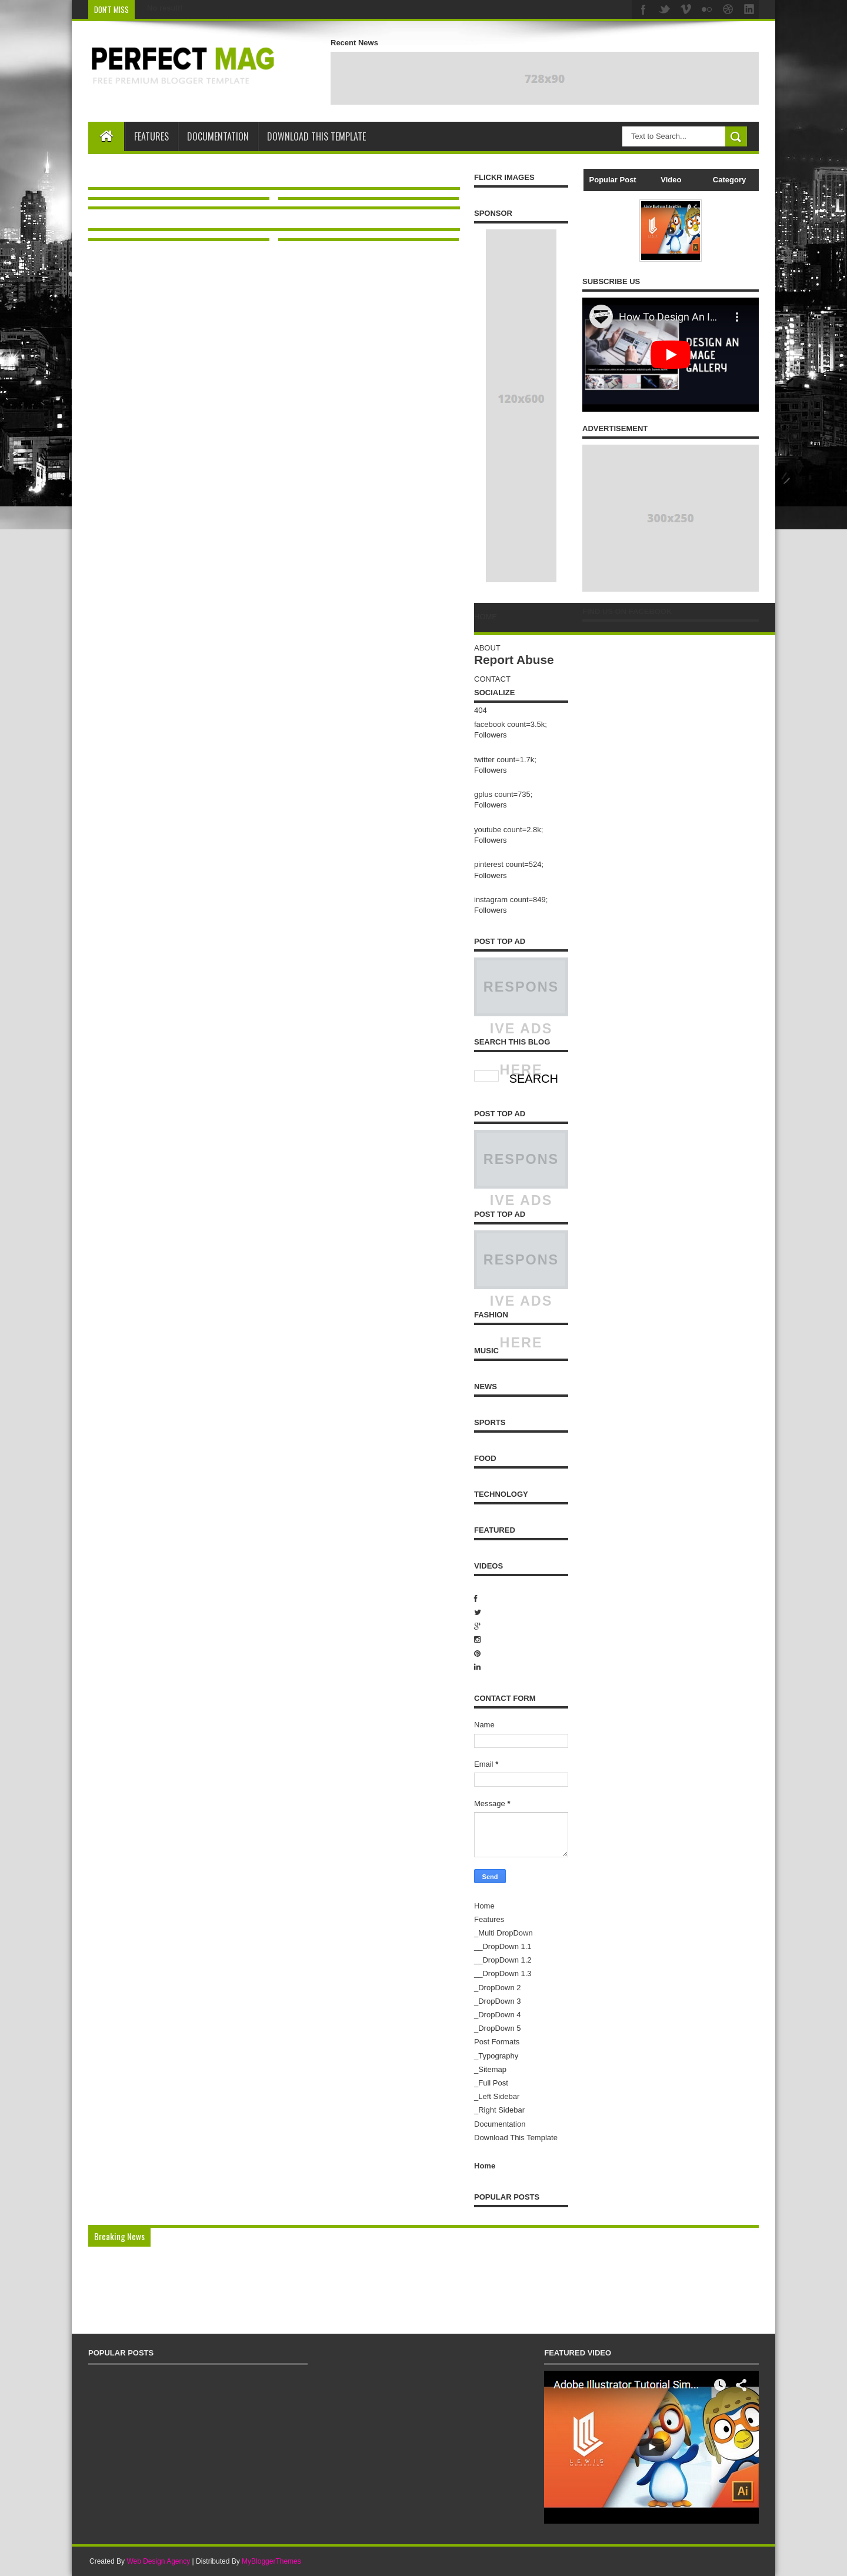 DON'T MISS
PERFECT MAG
FREE PREMIUM BLOGGER TEMPLATE
Recent News
728x90
FEATURES
DOCUMENTATION
DOWNLOAD THIS TEMPLATE
Text to Search...
FLICKR IMAGES
SPONSOR
120x600
Popular Post
Video
Category
SUBSCRIBE US
How To Design An I...
DESIGN AN
IMAGE
GALLERY
ADVERTISEMENT
300x250
ABOUT
Report Abuse
CONTACT
SOCIALIZE
404
facebook count=3.5k;
Followers
twitter count=1.7k;
Followers
gplus count=735;
Followers
youtube count=2.8k;
Followers
pinterest count=524;
Followers
instagram count=849;
Followers
POST TOP AD
RESPONS
IVE ADS
SEARCH THIS BLOG
HERE
SEARCH
POST TOP AD
RESPONS
IVE ADS
POST TOP AD
RESPONS
IVE ADS
FASHION
HERE
MUSIC
NEWS
SPORTS
FOOD
TECHNOLOGY
FEATURED
VIDEOS
CONTACT FORM
Name
Email *
Message *
Send
Home
Features
_Multi DropDown
__DropDown 1.1
__DropDown 1.2
__DropDown 1.3
_DropDown 2
_DropDown 3
_DropDown 4
_DropDown 5
Post Formats
_Typography
_Sitemap
_Full Post
_Left Sidebar
_Right Sidebar
Documentation
Download This Template
Home
POPULAR POSTS
Breaking News
POPULAR POSTS
FEATURED VIDEO
Adobe Illustrator Tutorial Sim...
LEWIE
Ai
Created By Web Design Agency | Distributed By MyBloggerThemes